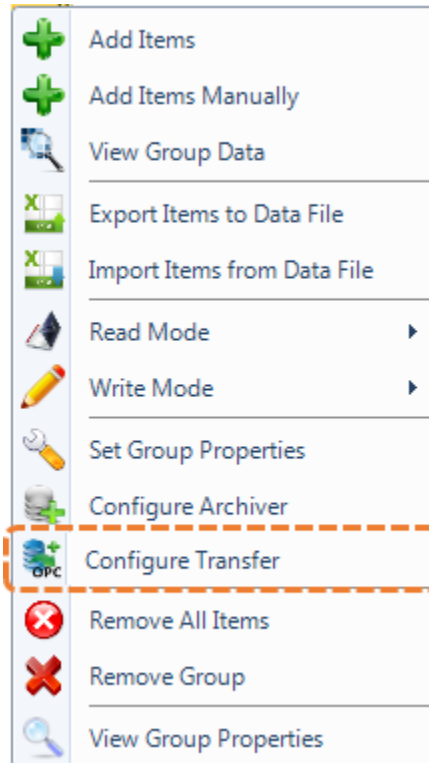 Add Items
Add Items Manually
View Group Data
Export Items to Data File
Import Items from Data File
Read Mode
Write Mode
Set Group Properties
Configure Archiver
OPC Configure Transfer
Remove All Items
Remove Group
View Group Properties